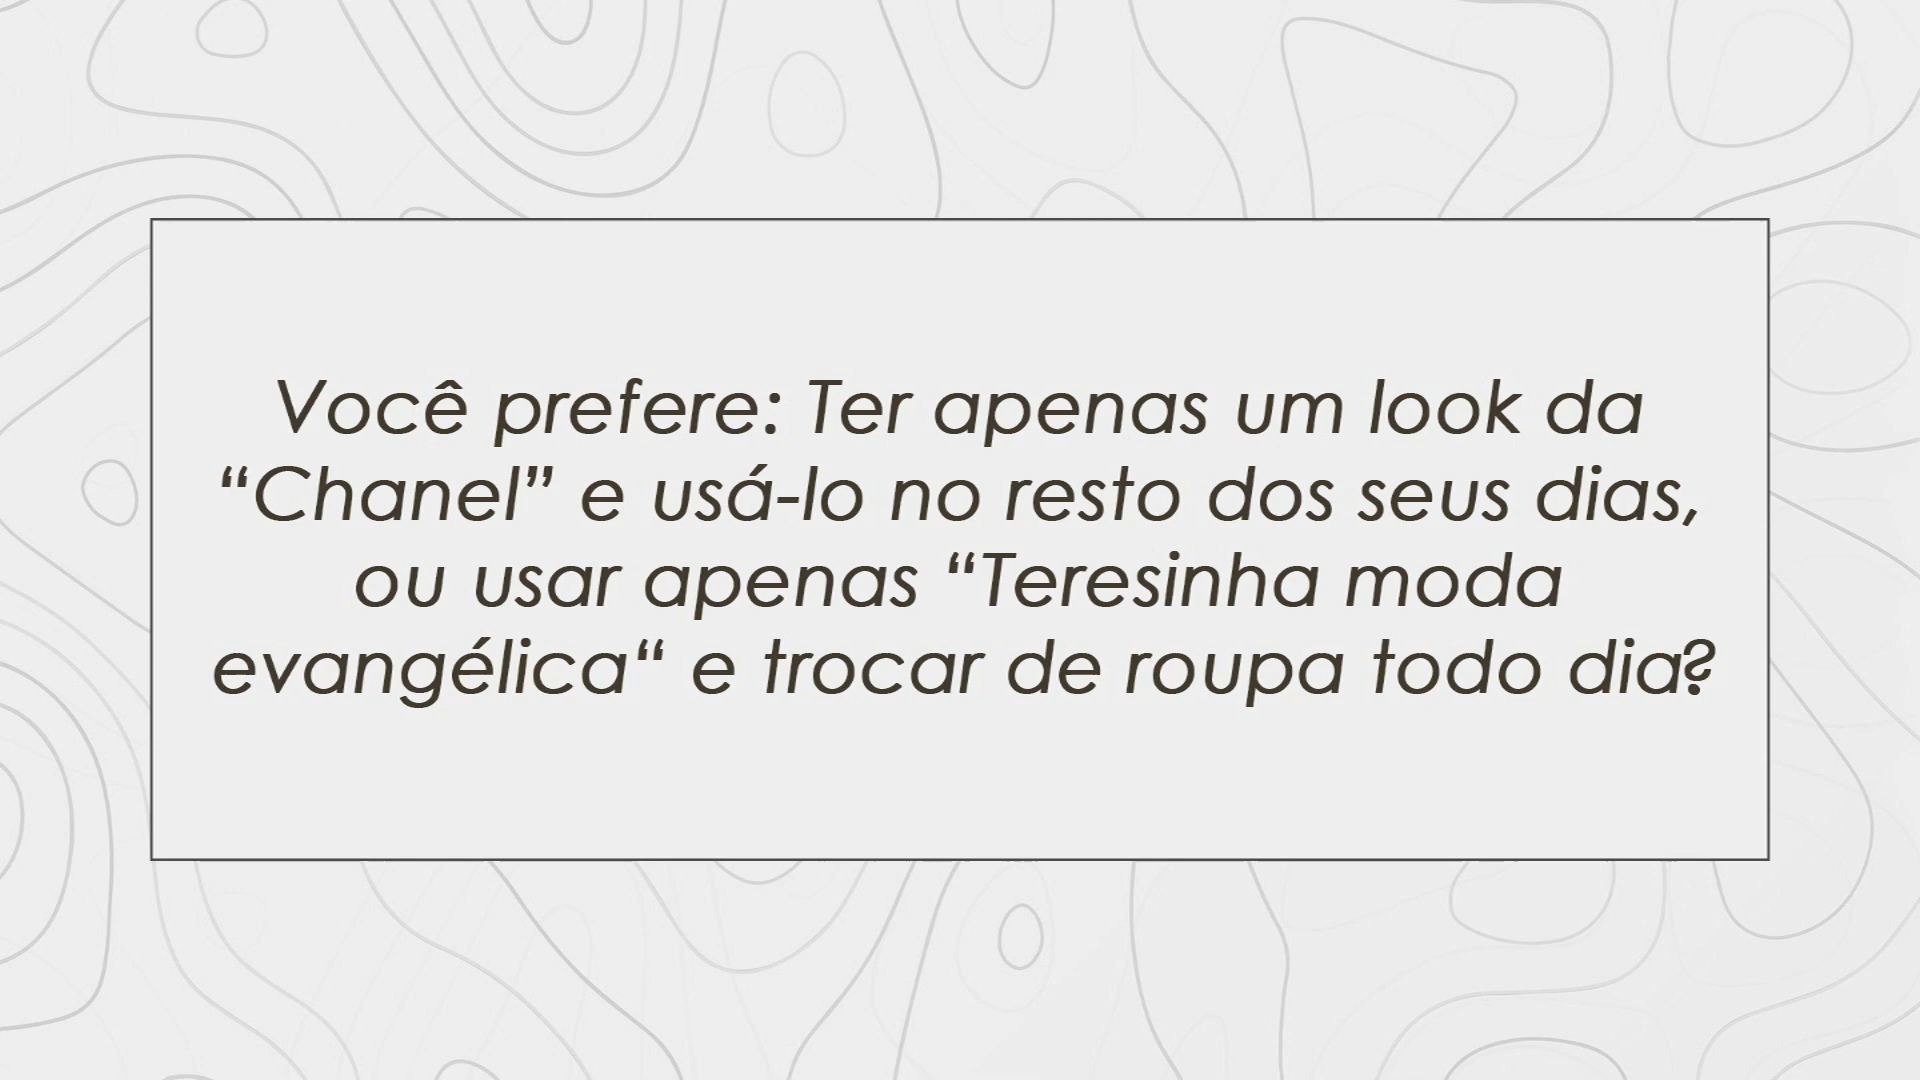 Você prefere: Ter apenas um look da
“Chanel” e usá-lo no resto dos seus dias,
ou usar apenas “Teresinha moda
evangélica“ e trocar de roupa todo dia?